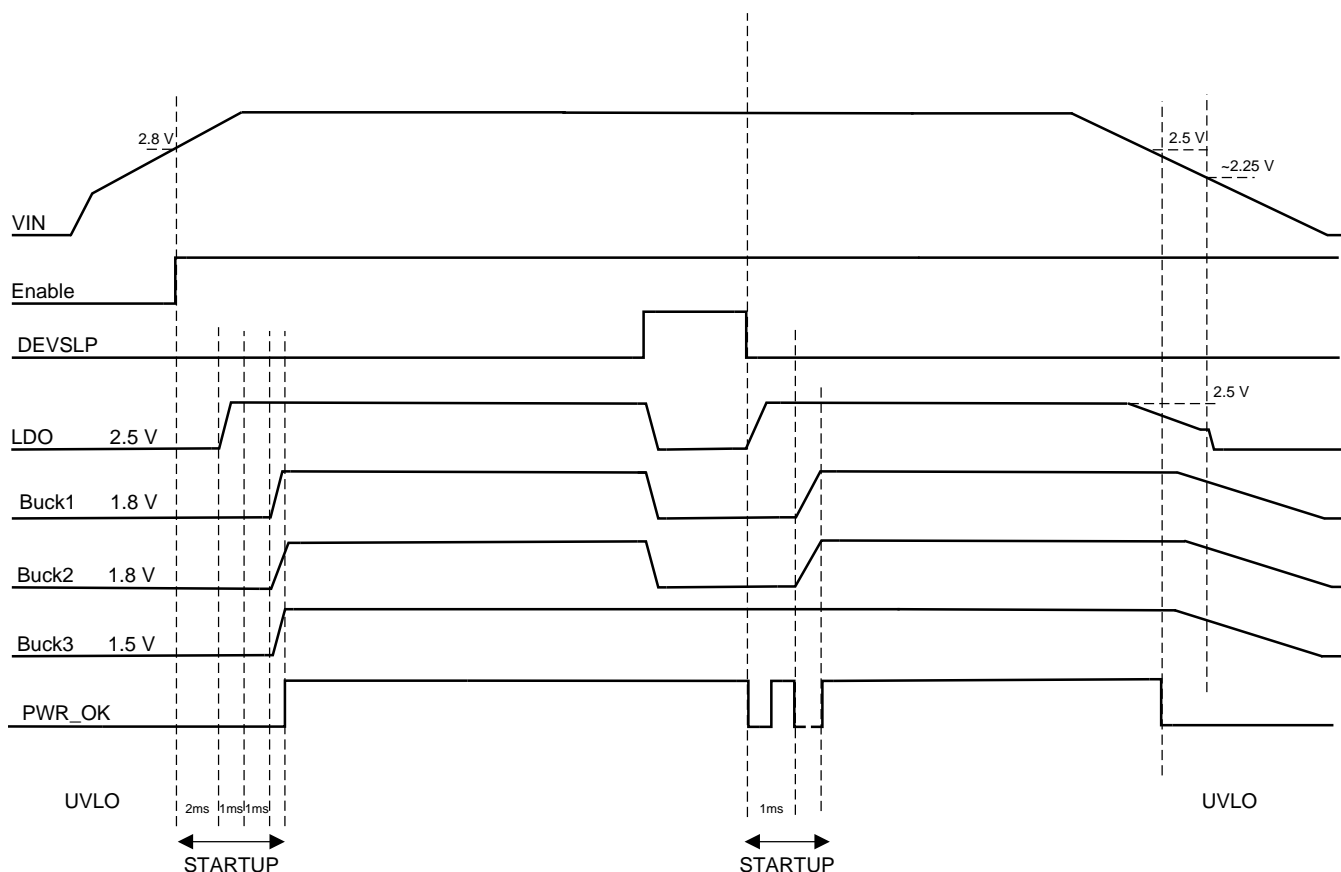 2.8 V
2.5 V
~2.25 V
VIN
Enable
DEVSLP
2.5 V
LDO 2.5 V
Buck1 1.8 V
Buck2 1.8 V
Buck3 1.5 V
PWR_OK
UVLO 2ms 1ms 1ms 1ms UVLO
STARTUP STARTUP